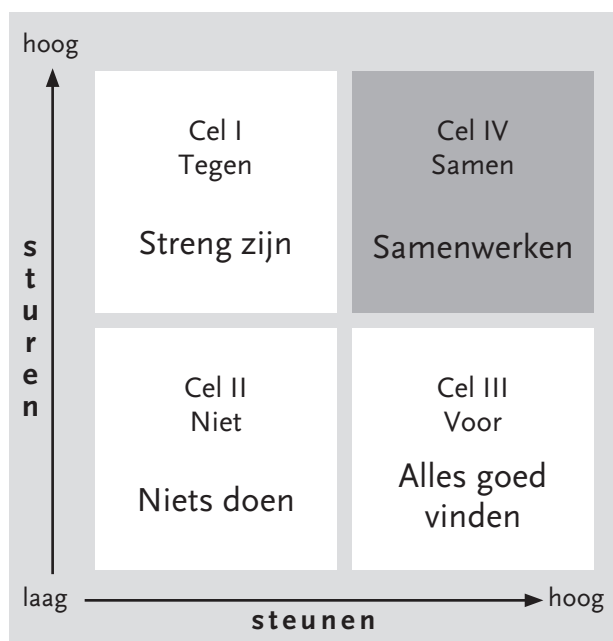 hoog
Cel I
Tegen
Streng zijn
Cel IV
Samen
Samenwerken
sturen
Cel II
Niet
Niets doen
Cel III
Voor
Alles goed
vinden
laag
hoog
steunen